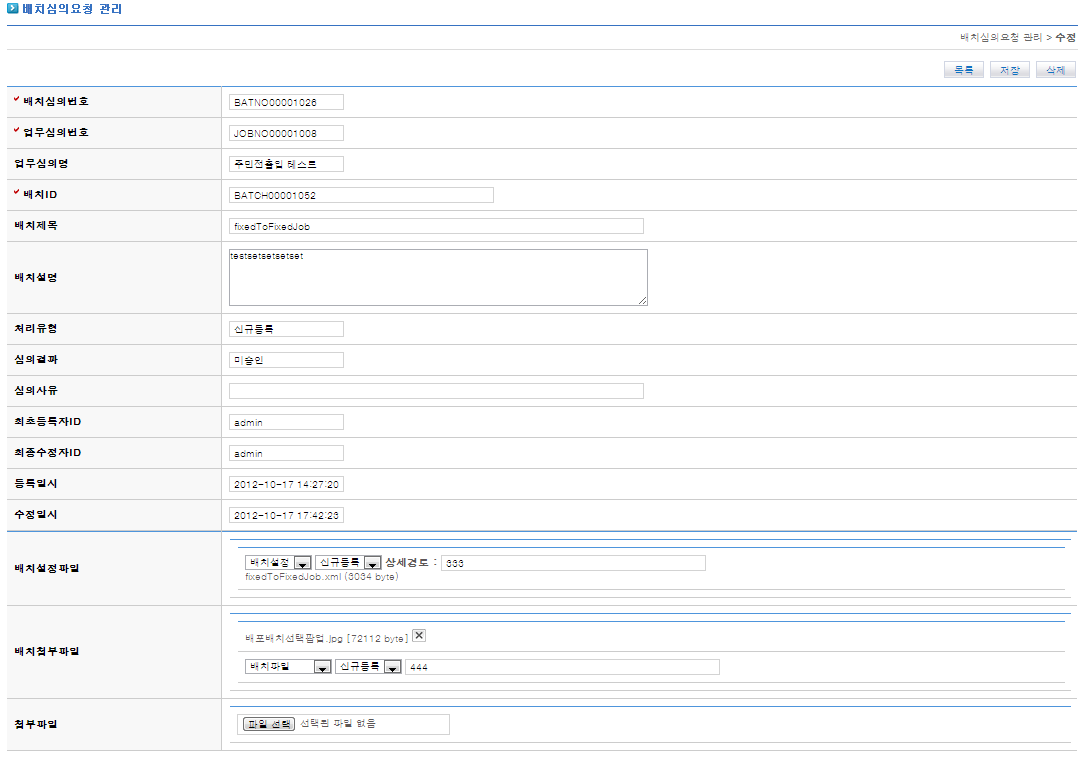 배치심의요청 관리
배치심의요청 관리 > 수정
목록 저장 삭제
배치심의번호 BATNO00001026
업무심의번호 JOBNO00001008
업무심의명 주민전출입 테스트
배치ID BATCH00001052
배치제목 fixedToFixedJob
배치설명 testsetsetsetset
처리유형 신규등록
심의결과 미승인
심의사유
최초등록자ID admin
최종수정자ID admin
등록일시 2012-10-17 14:27:20
수정일시 2012-10-17 17:42:23
배치설정파일 배치설정 신규등록 상세경로 : 333
fixedToFixedJob.xml (3034 byte)
배치첨부파일 배포배치선택팝업.jpg [72112 byte]
배치파일 신규등록 444
첨부파일 파일 선택 선택된 파일 없음